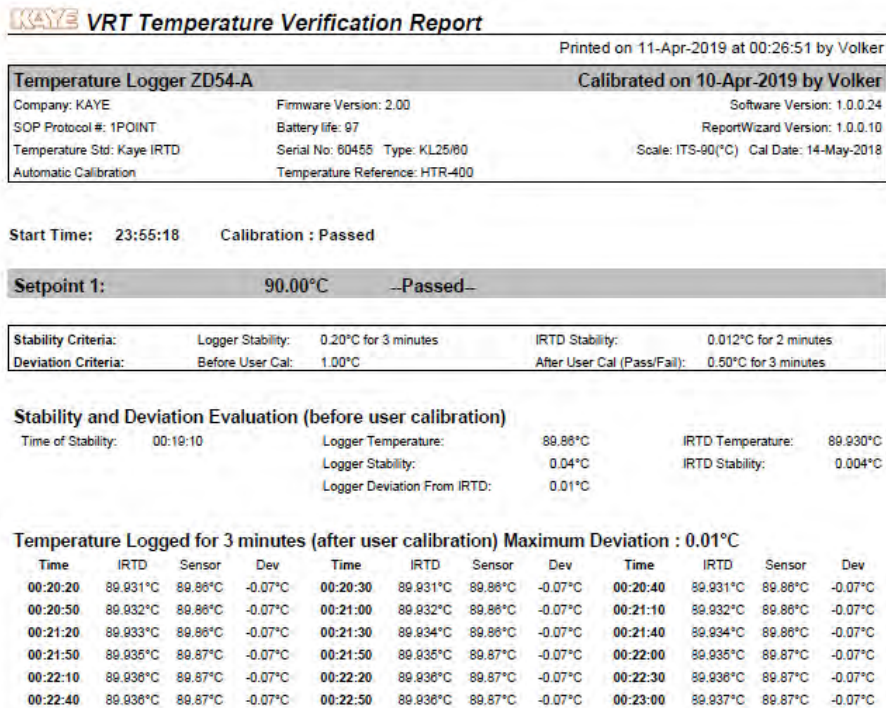 KAYE VRT Temperature Verification Report
Printed on 11-Apr-2019 at 00:26:51 by Volker
Temperature Logger ZD54-A Calibrated on 10-Apr-2019 by Volker
Company: KAYE Firmware Version: 2.00 Software Version: 1.0.0.24
SOP Protocol #: 1POINT Battery life: 97 ReportWizard Version: 1.0.0.10
Temperature Std: Kaye IRTD Serial No: 60455 Type: KL25/60 Scale: ITS-90(°C) Cal Date: 14-May-2018
Automatic Calibration Temperature Reference: HTR-400
Start Time: 23:55:18 Calibration : Passed
Setpoint 1: 90.00°C --Passed--
Stability Criteria: Logger Stability: 0.20°C for 3 minutes IRTD Stability: 0.012°C for 2 minutes
Deviation Criteria: Before User Cal: 1.00°C After User Cal (Pass/Fail): 0.50°C for 3 minutes
Stability and Deviation Evaluation (before user calibration)
Time of Stability: 00:19:10 Logger Temperature: 89.86°C IRTD Temperature: 89.930°C
Logger Stability: 0.04°C IRTD Stability: 0.004°C
Logger Deviation From IRTD: 0.01°C
Temperature Logged for 3 minutes (after user calibration) Maximum Deviation : 0.01°C
Time IRTD Sensor Dev Time IRTD Sensor Dev Time IRTD Sensor Dev
00:20:20 89.931°C 89.86°C -0.07°C 00:20:30 89.931°C 89.86°C -0.07°C 00:20:40 89.931°C 89.86°C -0.07°C
00:20:50 89.932°C 89.86°C -0.07°C 00:21:00 89.932°C 89.86°C -0.07°C 00:21:10 89.932°C 89.86°C -0.07°C
00:21:20 89.933°C 89.86°C -0.07°C 00:21:30 89.934°C 89.86°C -0.07°C 00:21:40 89.934°C 89.86°C -0.07°C
00:21:50 89.935°C 89.87°C -0.07°C 00:21:50 89.935°C 89.87°C -0.07°C 00:22:00 89.935°C 89.87°C -0.07°C
00:22:10 89.936°C 89.87°C -0.07°C 00:22:20 89.936°C 89.87°C -0.07°C 00:22:30 89.936°C 89.87°C -0.07°C
00:22:40 89.936°C 89.87°C -0.07°C 00:22:50 89.936°C 89.87°C -0.07°C 00:23:00 89.937°C 89.87°C -0.07°C